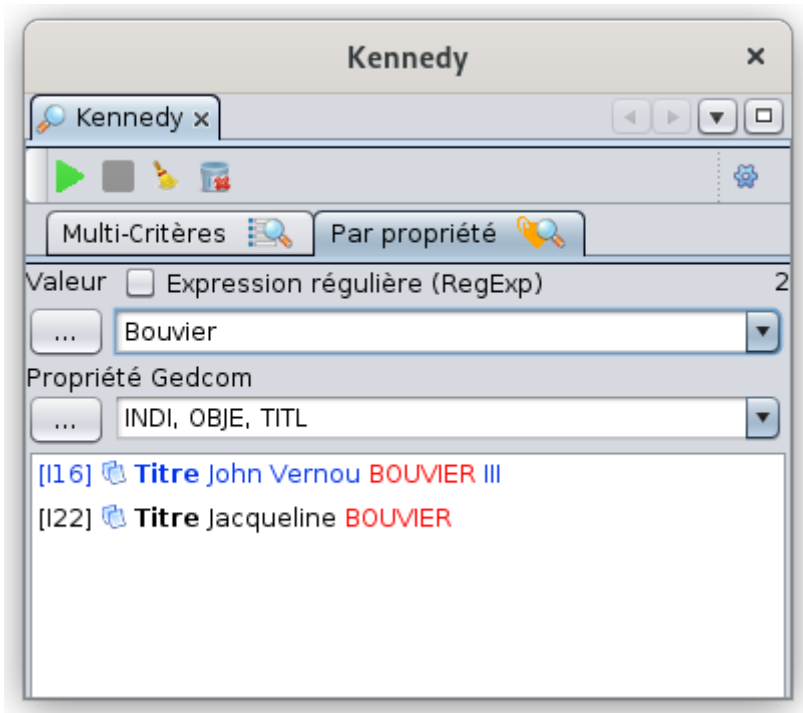 Kennedy
Kennedy
Multi-Critères Par propriété
Valeur Expression régulière (RegExp) 2
... Bouvier
Propriété Gedcom
... INDI, OBJE, TITL
[I16] Titre John Vernou BOUVIER III
[I22] Titre Jacqueline BOUVIER